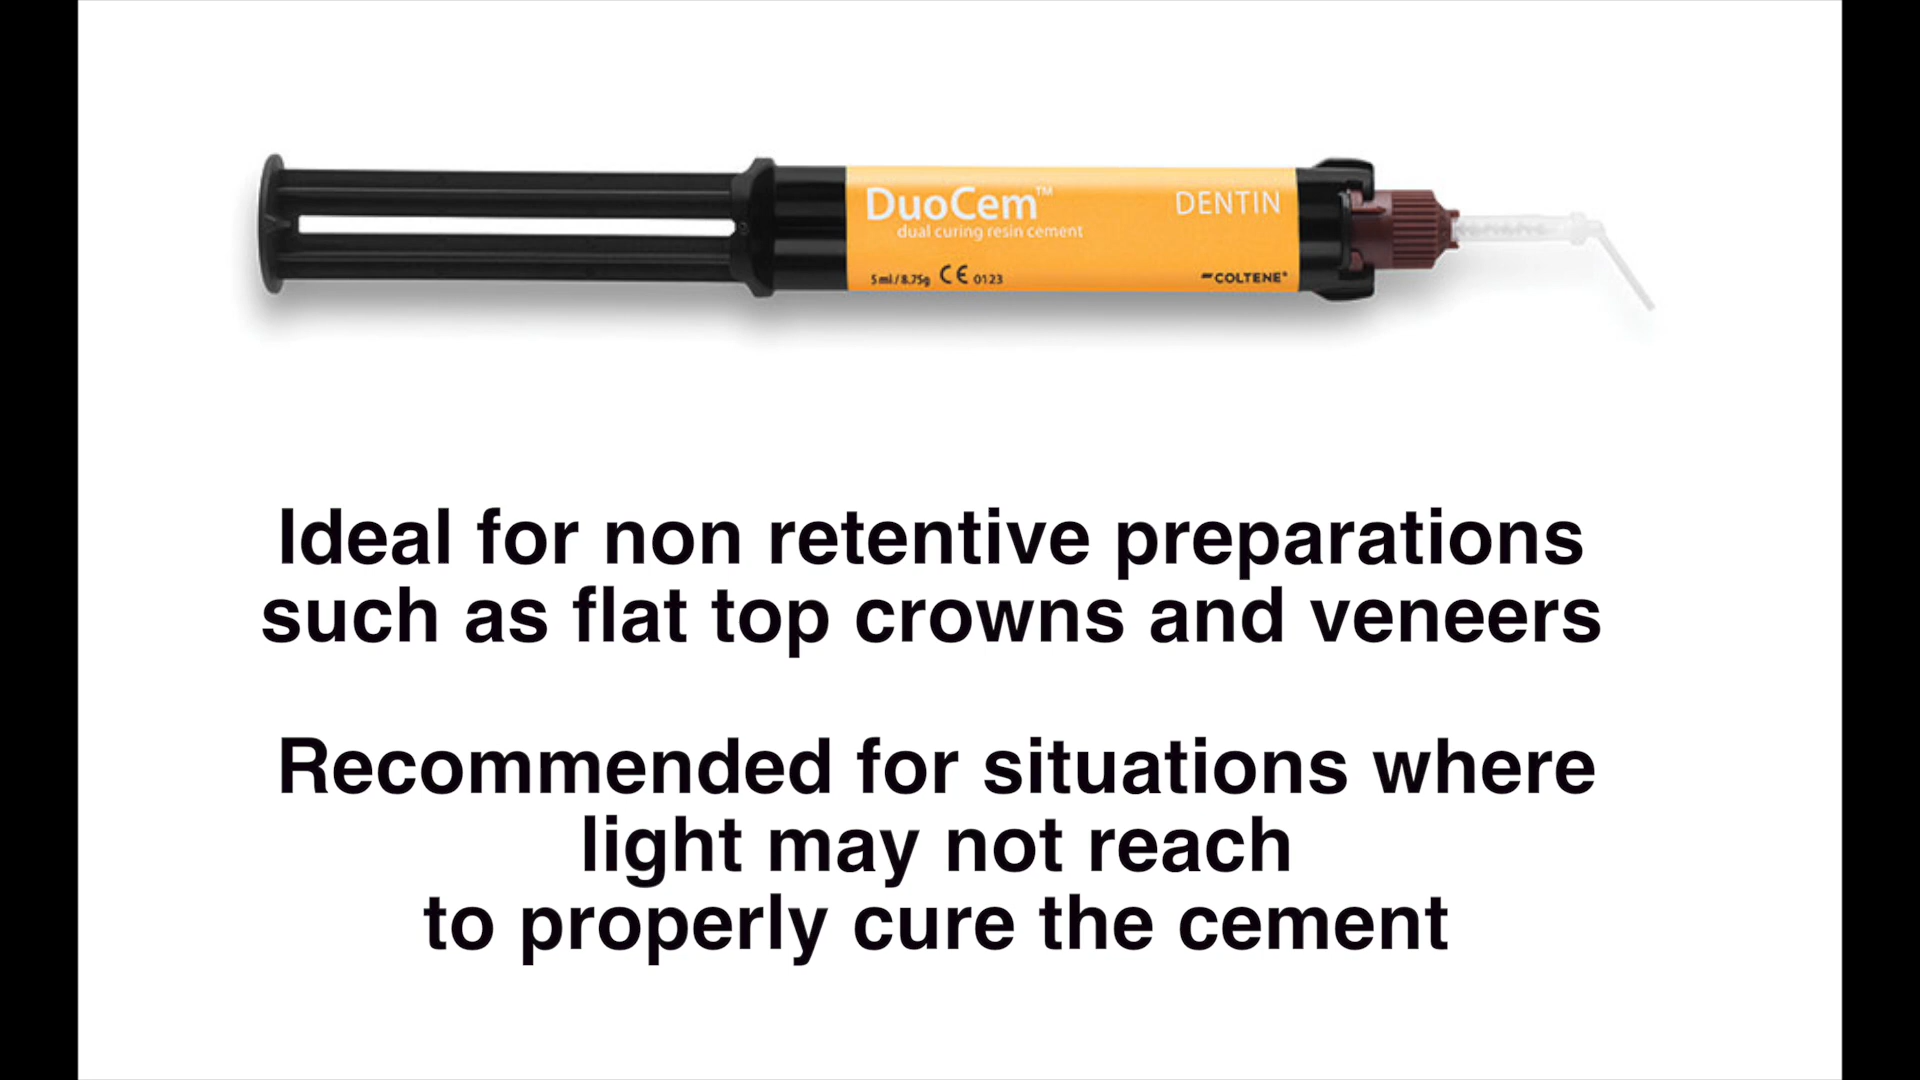 DuoCem™
DENTIN
dual curing resin cement
5ml/8.75g CE 0123
COLTENE®
Ideal for non retentive preparations
such as flat top crowns and veneers
Recommended for situations where
light may not reach
to properly cure the cement